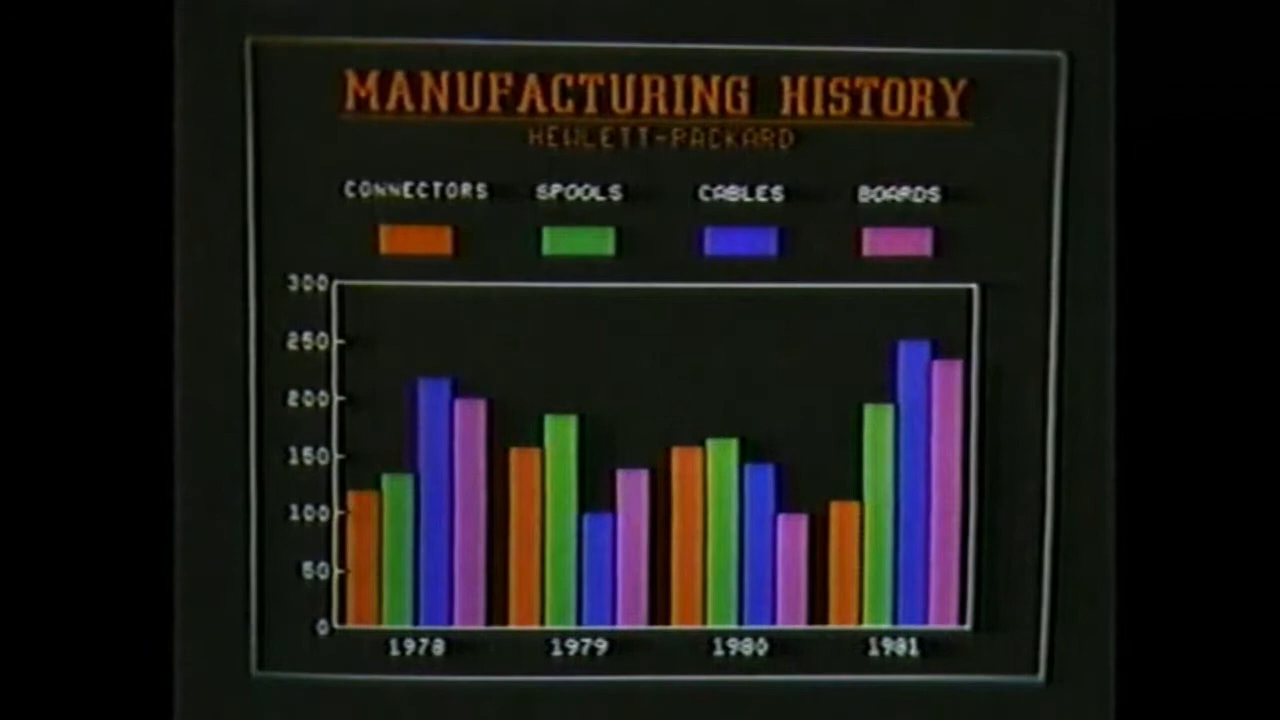 MANUFACTURING HISTORY
HEWLETT-PACKARD
CONNECTORS SPOOLS CABLES BOARDS
300
250
200
150
100
50
0
1978 1979 1980 1981